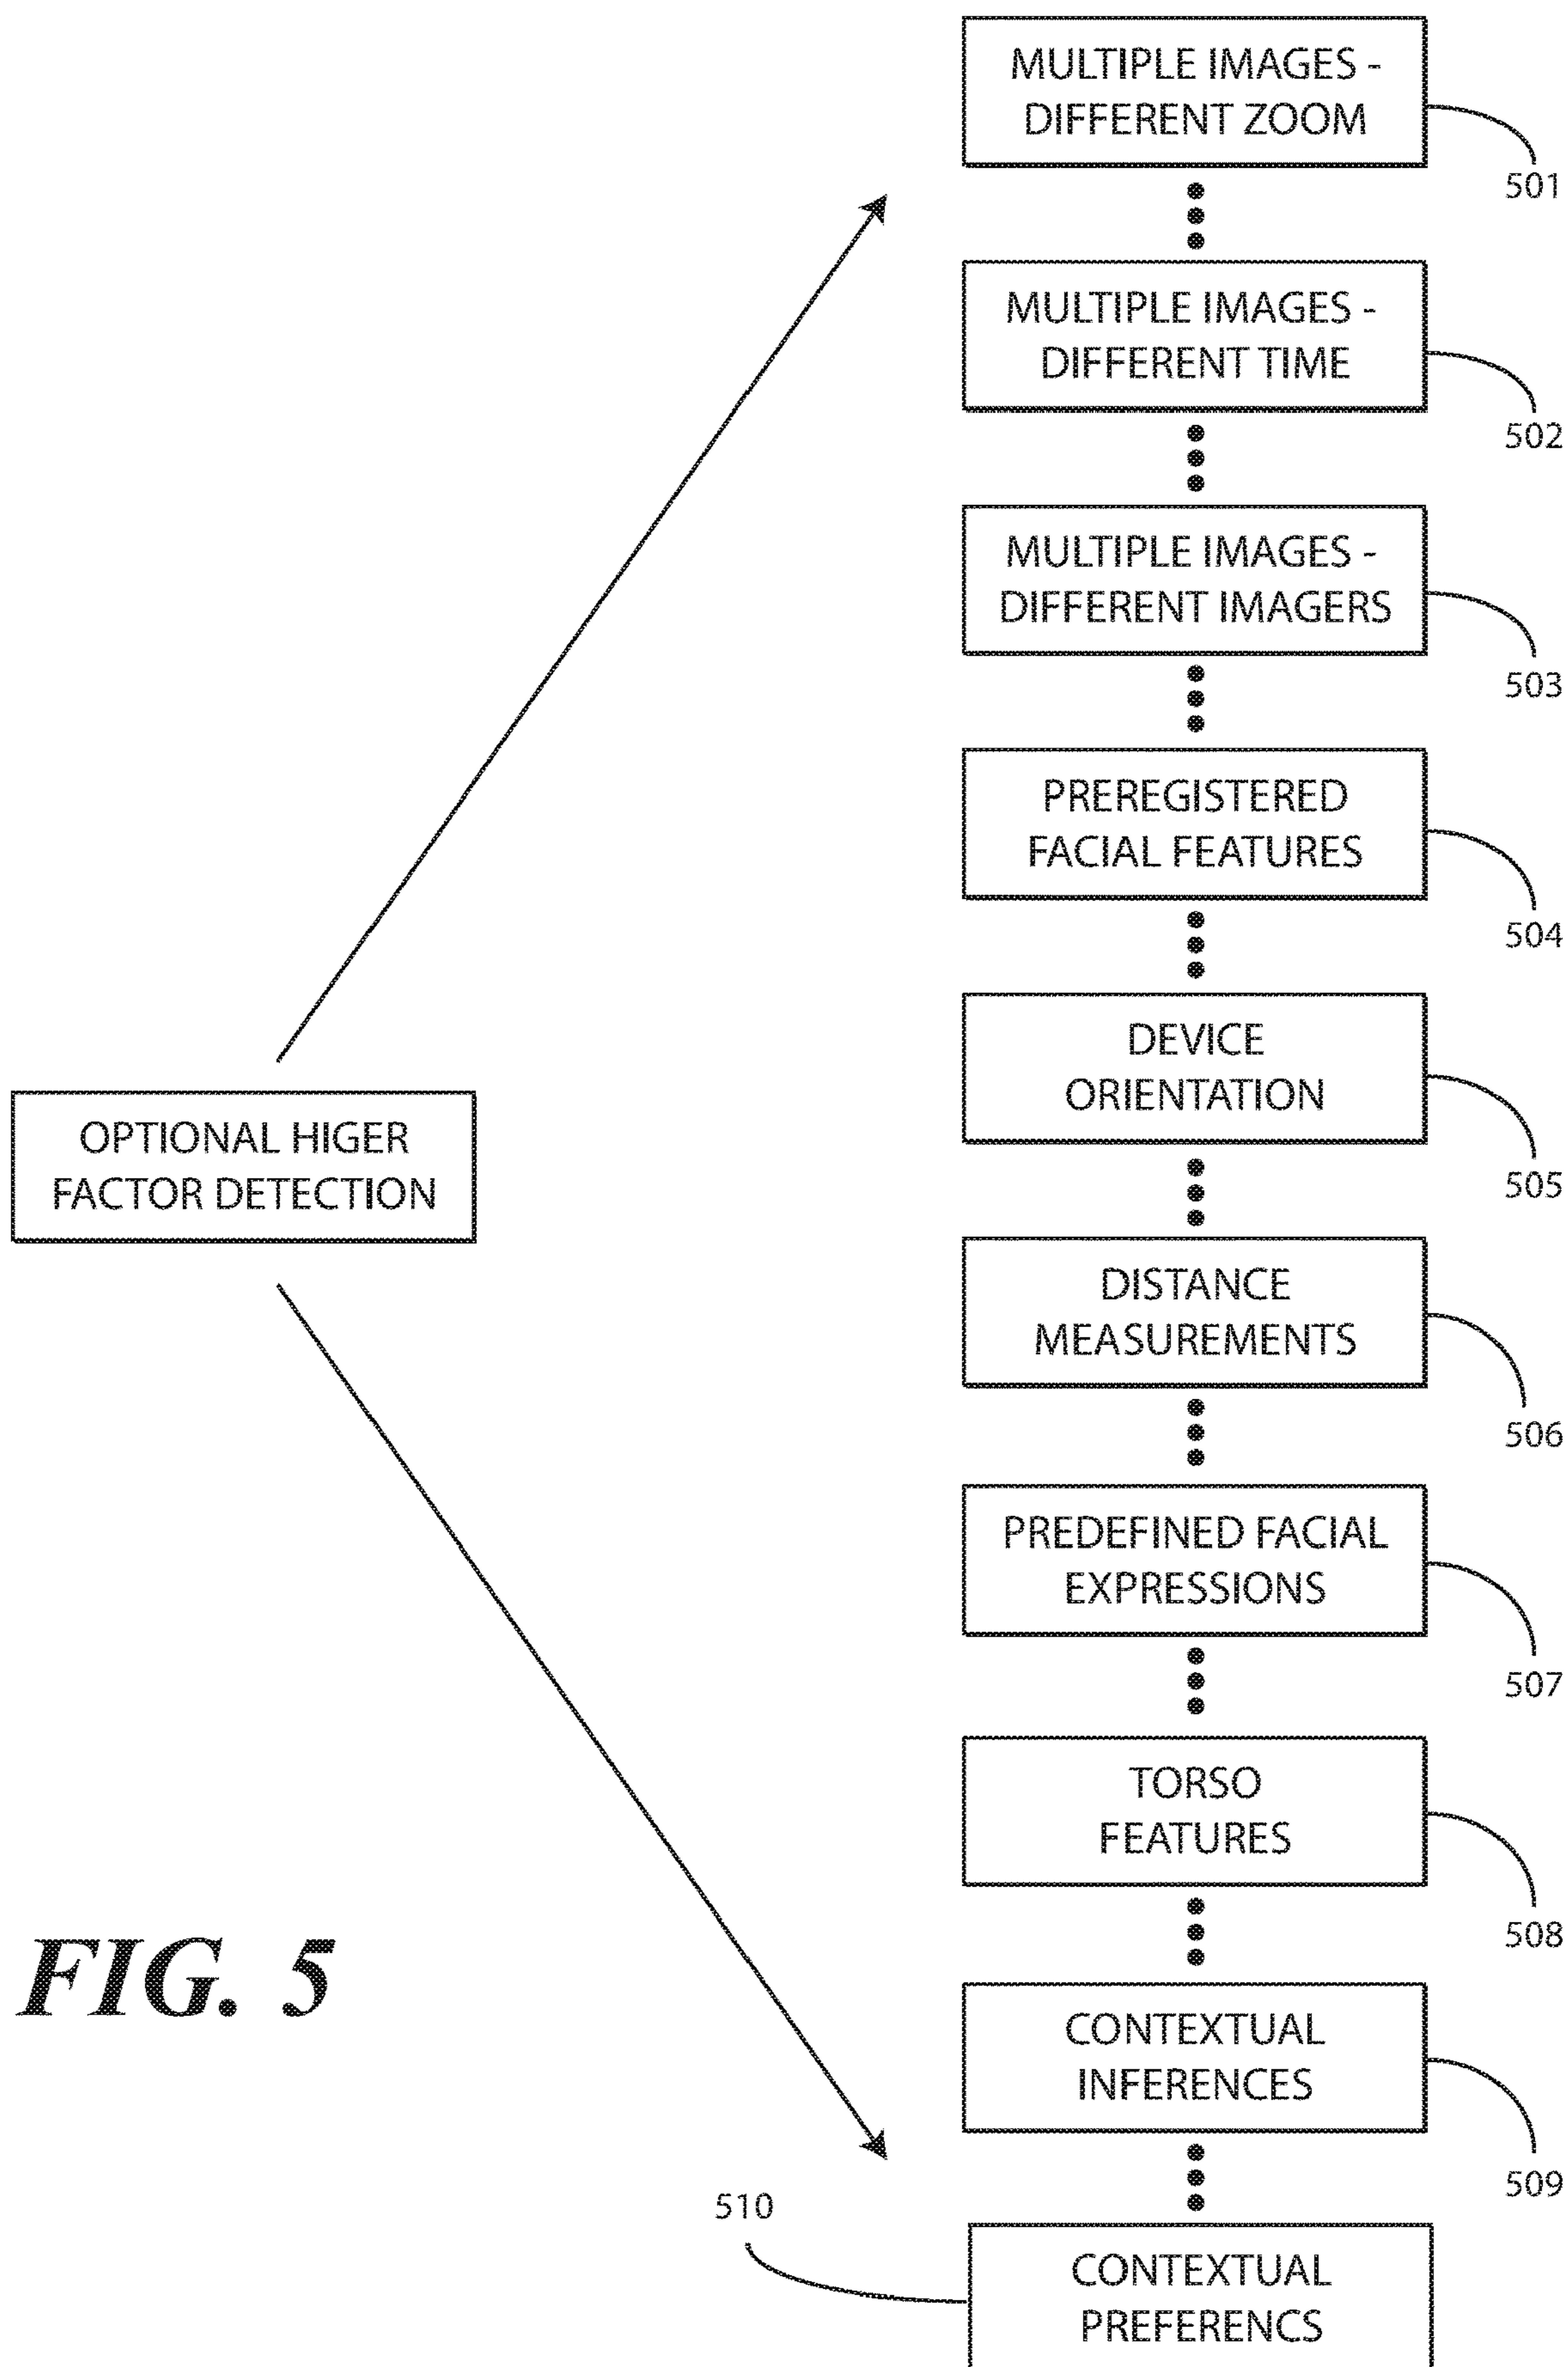 MULTIPLE IMAGES -
DIFFERENT ZOOM
501
MULTIPLE IMAGES -
DIFFERENT TIME
502
MULTIPLE IMAGES -
DIFFERENT IMAGERS
503
PREREGISTERED
FACIAL FEATURES
504
DEVICE
ORIENTATION
505
OPTIONAL HIGER
FACTOR DETECTION
DISTANCE
MEASUREMENTS
506
PREDEFINED FACIAL
EXPRESSIONS
507
TORSO
FEATURES
508
FIG. 5
CONTEXTUAL
INFERENCES
509
510
CONTEXTUAL
PREFERENCS